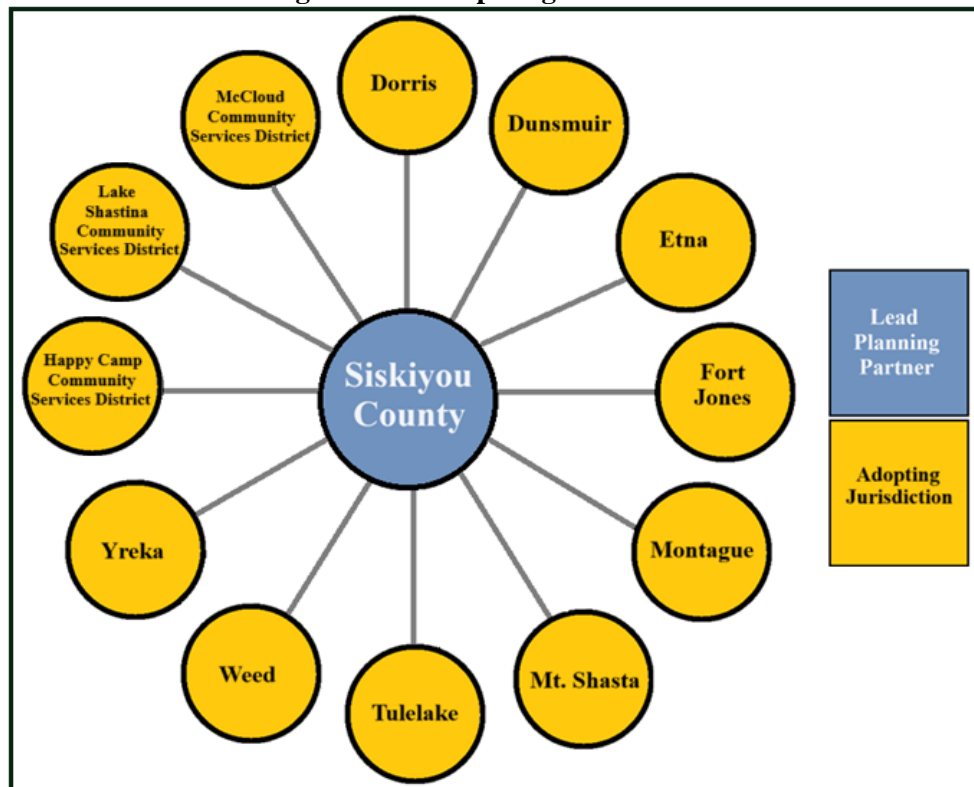 Dorris
McCloud
Community
Services District
Dunsmuir
Lake
Shastina
Community
Services District
Etna
Happy Camp
Community
Services District
Siskiyou
County
Fort
Jones
Lead
Planning
Partner
Adopting
Jurisdiction
Yreka
Montague
Weed
Tulelake
Mt. Shasta